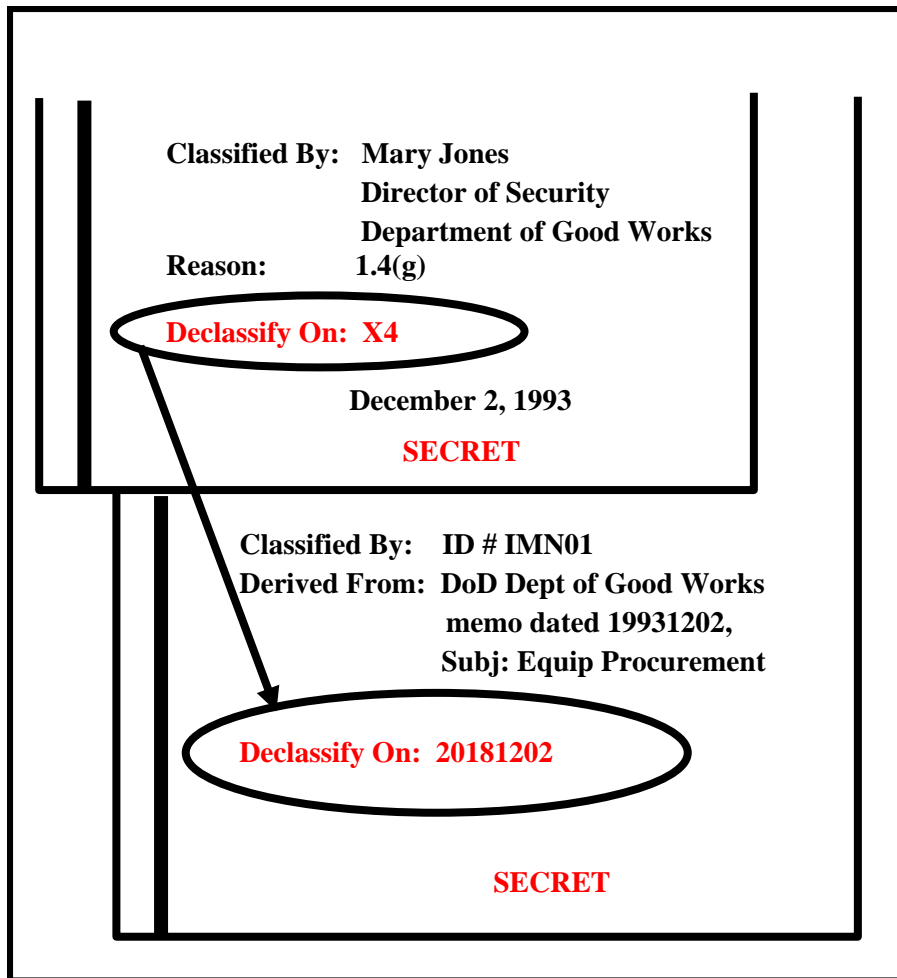 Classified By: Mary Jones
Director of Security
Department of Good Works
Reason: 1.4(g)
Declassify On: X4
December 2, 1993
SECRET
Classified By: ID # IMN01
Derived From: DoD Dept of Good Works
memo dated 19931202,
Subj: Equip Procurement
Declassify On: 20181202
SECRET